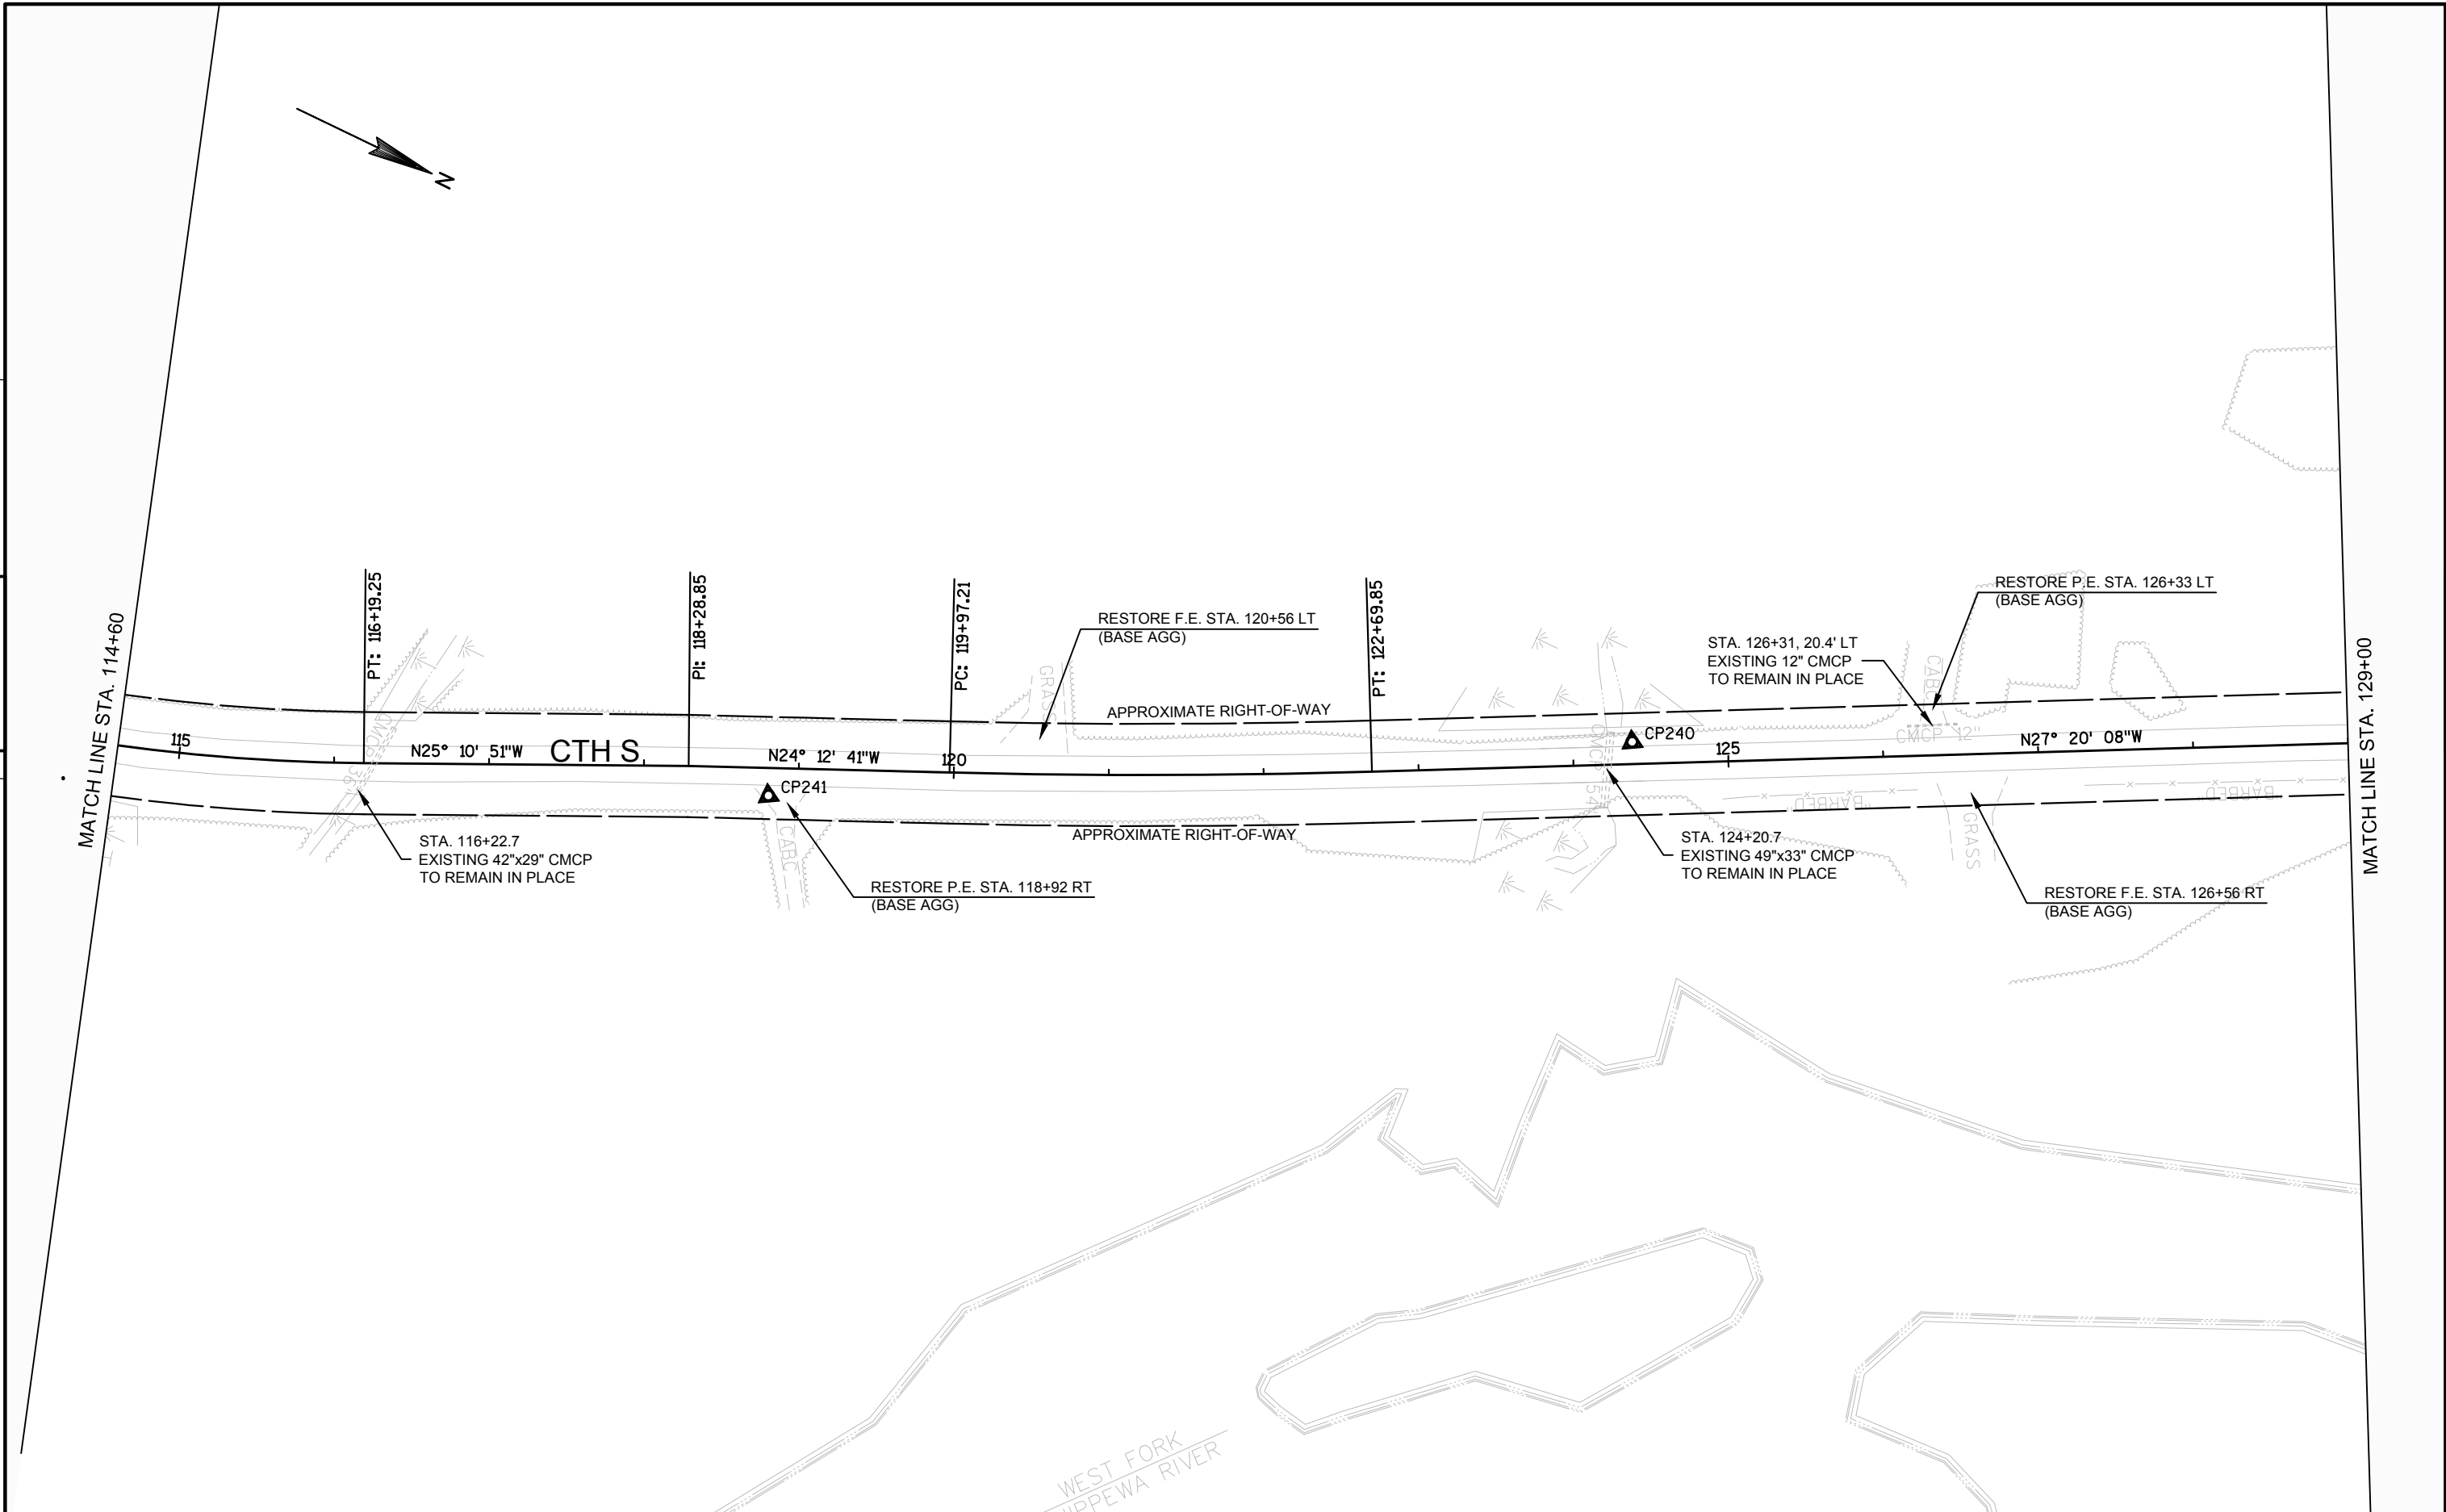 N
MATCH LINE STA. 114+60
115
PT: 116+19.25
N25° 10' 51"W
CTH S
PI: 118+28.85
N24° 12' 41"W
PC: 119+97.21
120
RESTORE F.E. STA. 120+56 LT
(BASE AGG)
GRASS
APPROXIMATE RIGHT-OF-WAY
PT: 122+69.85
CP240
125
STA. 126+31, 20.4' LT
EXISTING 12" CMCP
TO REMAIN IN PLACE
RESTORE P.E. STA. 126+33 LT
(BASE AGG)
CABC
CMCP 12"
N27° 20' 08"W
MATCH LINE STA. 129+00
CP241
CABC
STA. 116+22.7
EXISTING 42"x29" CMCP
TO REMAIN IN PLACE
RESTORE P.E. STA. 118+92 RT
(BASE AGG)
APPROXIMATE RIGHT-OF-WAY
STA. 124+20.7
EXISTING 49"x33" CMCP
TO REMAIN IN PLACE
"BARBED"
GRASS
"BARBED"
RESTORE F.E. STA. 126+56 RT
(BASE AGG)
WEST FORK
RIVER